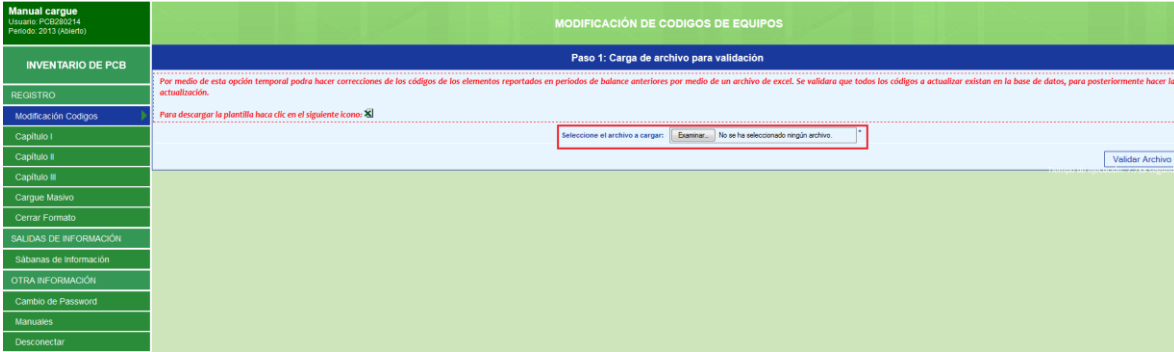 Manual cargue
Usuario: PCB280214
Periodo: 2013 (Abierto)
INVENTARIO DE PCB
REGISTRO
Modificación Codigos
Capítulo I
Capítulo II
Capítulo III
Cargue Masivo
Cerrar Formato
SALIDAS DE INFORMACIÓN
Sábanas de Información
OTRA INFORMACIÓN
Cambio de Password
Manuales
Desconectar
MODIFICACIÓN DE CODIGOS DE EQUIPOS
Paso 1: Carga de archivo para validación
Por medio de esta opción temporal podra hacer correcciones de los códigos de los elementos reportados en periodos de balance anteriores por medio de un archivo de excel. Se validara que todos los códigos a actualizar existan en la base de datos, para posteriormente hacer la
actualización.
Para descargar la plantilla haca clic en el siguiente icono:
Seleccione el archivo a cargar: Examinar... No se ha seleccionado ningún archivo. *
Validar Archivo